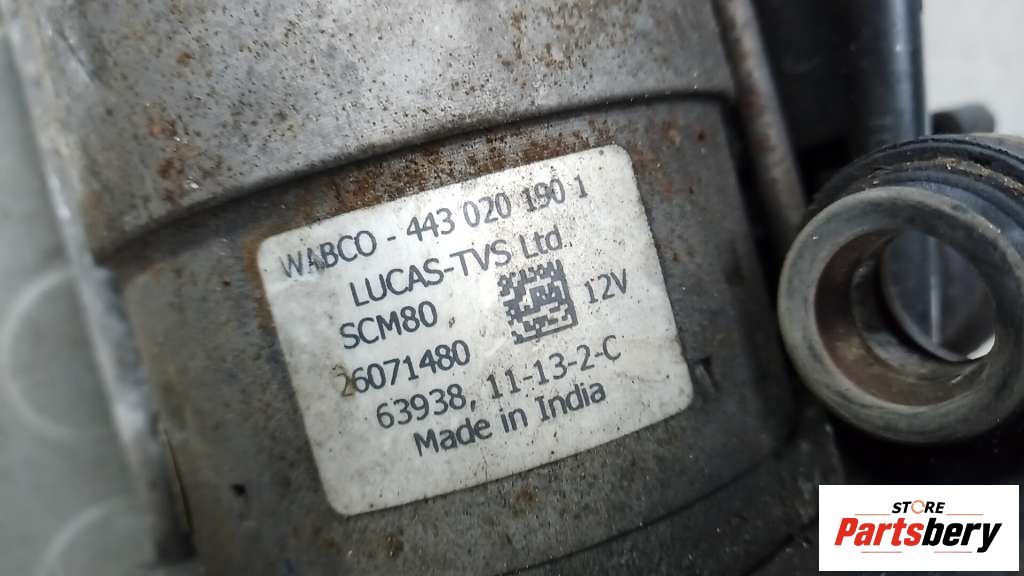 WABCO - 443 020 190 1
LUCAS-TVS Ltd
SCM80
12V
26071480
63938, 11-13-2-C
Made in India
STORE
Partsbery